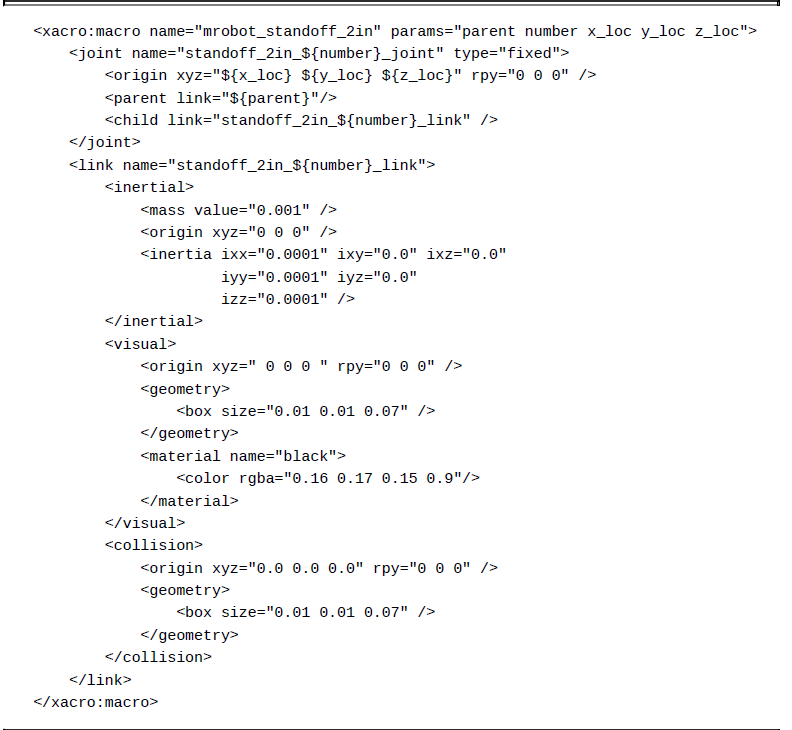 <xacro:macro name="mrobot_standoff_2in" params="parent number x_loc y_loc z_loc">
    <joint name="standoff_2in_${number}_joint" type="fixed">
        <origin xyz="${x_loc} ${y_loc} ${z_loc}" rpy="0 0 0" />
        <parent link="${parent}"/>
        <child link="standoff_2in_${number}_link" />
    </joint>
    <link name="standoff_2in_${number}_link">
        <inertial>
            <mass value="0.001" />
            <origin xyz="0 0 0" />
            <inertia ixx="0.0001" ixy="0.0" ixz="0.0"
                     iyy="0.0001" iyz="0.0"
                     izz="0.0001" />
        </inertial>
        <visual>
            <origin xyz=" 0 0 0 " rpy="0 0 0" />
            <geometry>
                <box size="0.01 0.01 0.07" />
            </geometry>
            <material name="black">
                <color rgba="0.16 0.17 0.15 0.9"/>
            </material>
        </visual>
        <collision>
            <origin xyz="0.0 0.0 0.0" rpy="0 0 0" />
            <geometry>
                <box size="0.01 0.01 0.07" />
            </geometry>
        </collision>
    </link>
</xacro:macro>